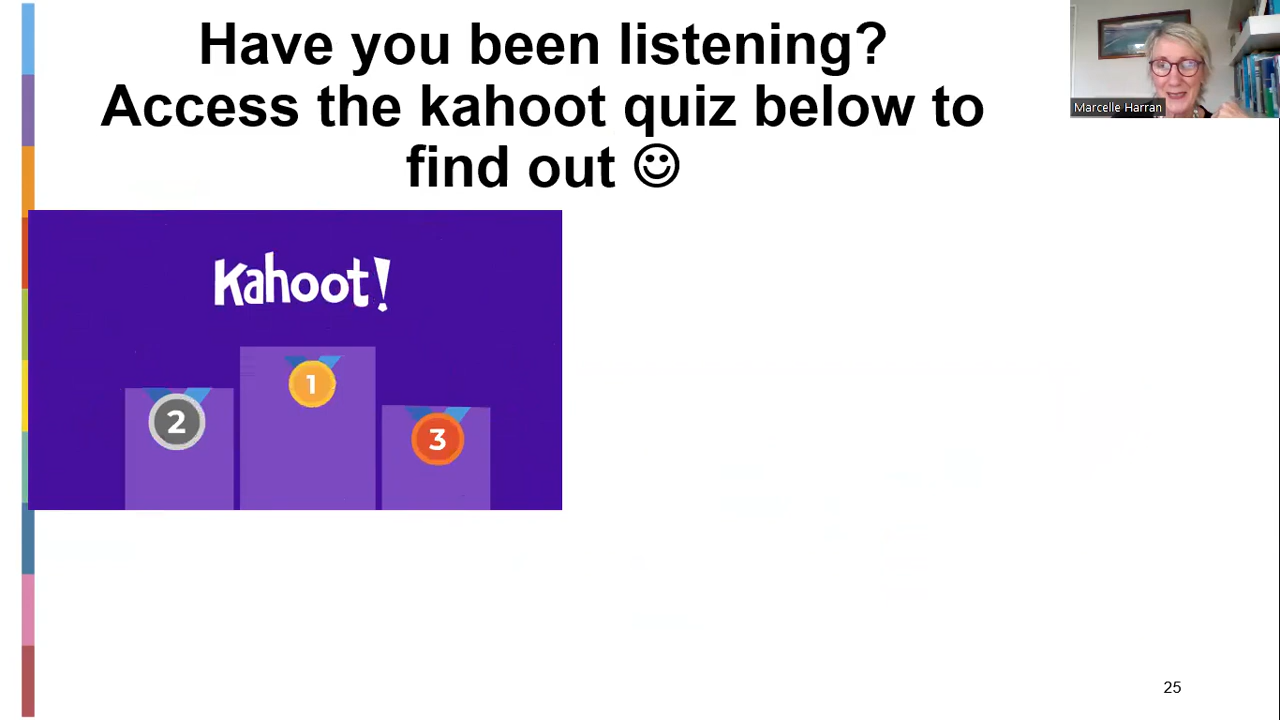 Have you been listening?
Access the kahoot quiz below to
find out ☺
Marcelle Harran
Kahoot!
1
2
3
25